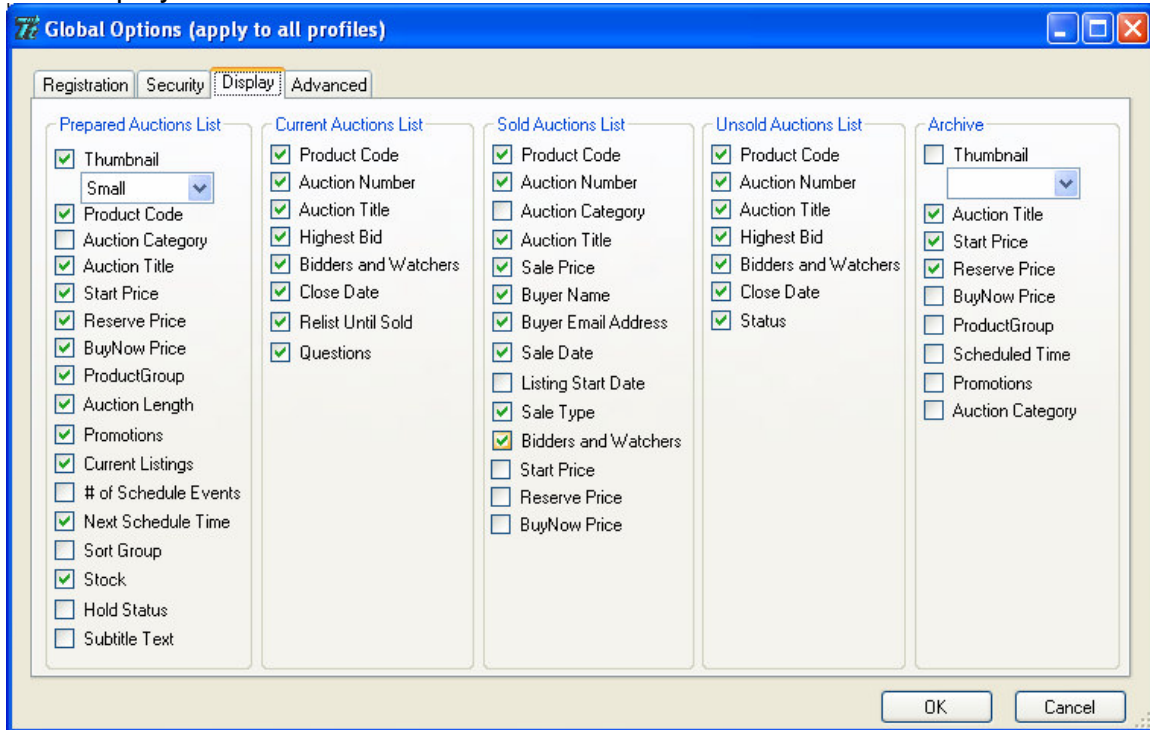 Global Options (apply to all profiles)
Registration Security Display Advanced
Prepared Auctions List
Thumbnail
Small
Product Code
Auction Category
Auction Title
Start Price
Reserve Price
BuyNow Price
ProductGroup
Auction Length
Promotions
Current Listings
# of Schedule Events
Next Schedule Time
Sort Group
Stock
Hold Status
Subtitle Text
Current Auctions List
Product Code
Auction Number
Auction Title
Highest Bid
Bidders and Watchers
Close Date
Relist Until Sold
Questions
Sold Auctions List
Product Code
Auction Number
Auction Category
Auction Title
Sale Price
Buyer Name
Buyer Email Address
Sale Date
Listing Start Date
Sale Type
Bidders and Watchers
Start Price
Reserve Price
BuyNow Price
Unsold Auctions List
Product Code
Auction Number
Auction Title
Highest Bid
Bidders and Watchers
Close Date
Status
Archive
Thumbnail
Auction Title
Start Price
Reserve Price
BuyNow Price
ProductGroup
Scheduled Time
Promotions
Auction Category
OK Cancel